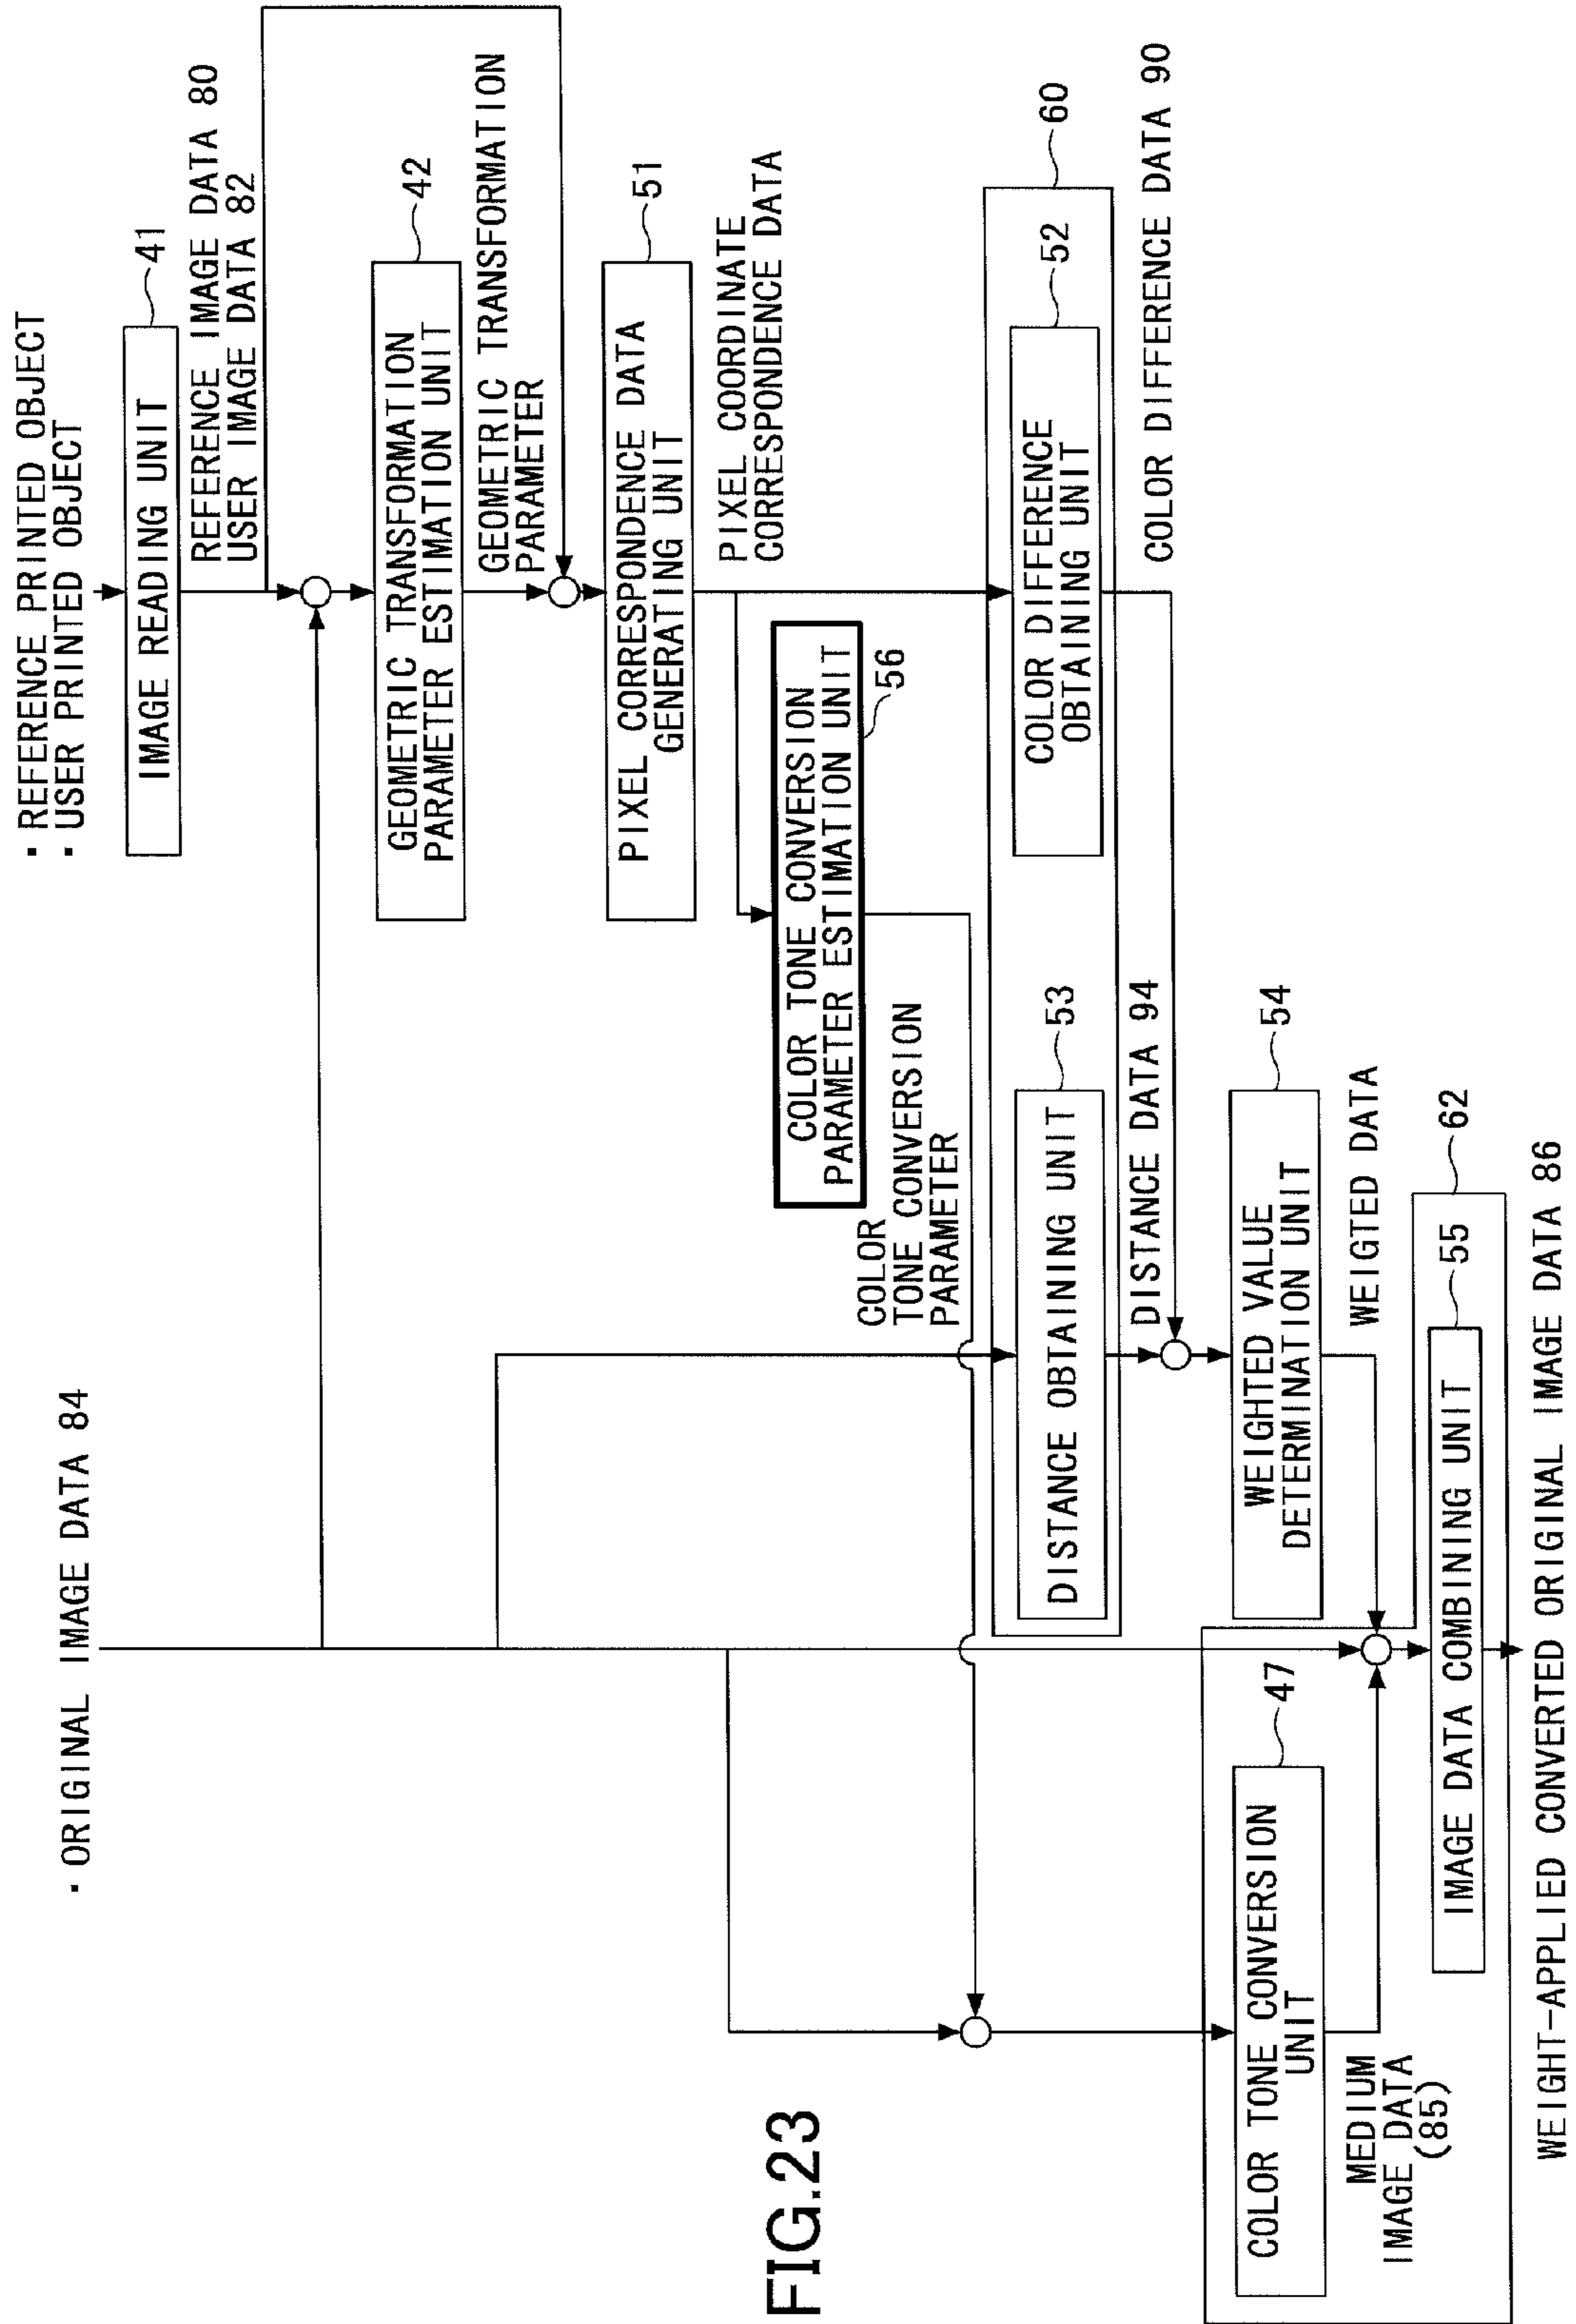 FIG.23
· ORIGINAL IMAGE DATA 84
· REFERENCE PRINTED OBJECT
· USER PRINTED OBJECT
IMAGE READING UNIT
41
REFERENCE IMAGE DATA 80
USER IMAGE DATA 82
GEOMETRIC TRANSFORMATION
PARAMETER ESTIMATION UNIT
42
GEOMETRIC TRANSFORMATION
PARAMETER
PIXEL CORRESPONDENCE DATA
GENERATING UNIT
51
PIXEL COORDINATE
CORRESPONDENCE DATA
COLOR TONE CONVERSION
PARAMETER ESTIMATION UNIT
56
COLOR
TONE CONVERSION
PARAMETER
60
DISTANCE OBTAINING UNIT
53
COLOR DIFFERENCE
OBTAINING UNIT
52
DISTANCE DATA 94
COLOR DIFFERENCE DATA 90
COLOR TONE CONVERSION
UNIT
47
WEIGHTED VALUE
DETERMINATION UNIT
54
MEDIUM
IMAGE DATA
(85)
WEIGTED DATA
62
IMAGE DATA COMBINING UNIT
55
WEIGHT-APPLIED CONVERTED ORIGINAL IMAGE DATA 86